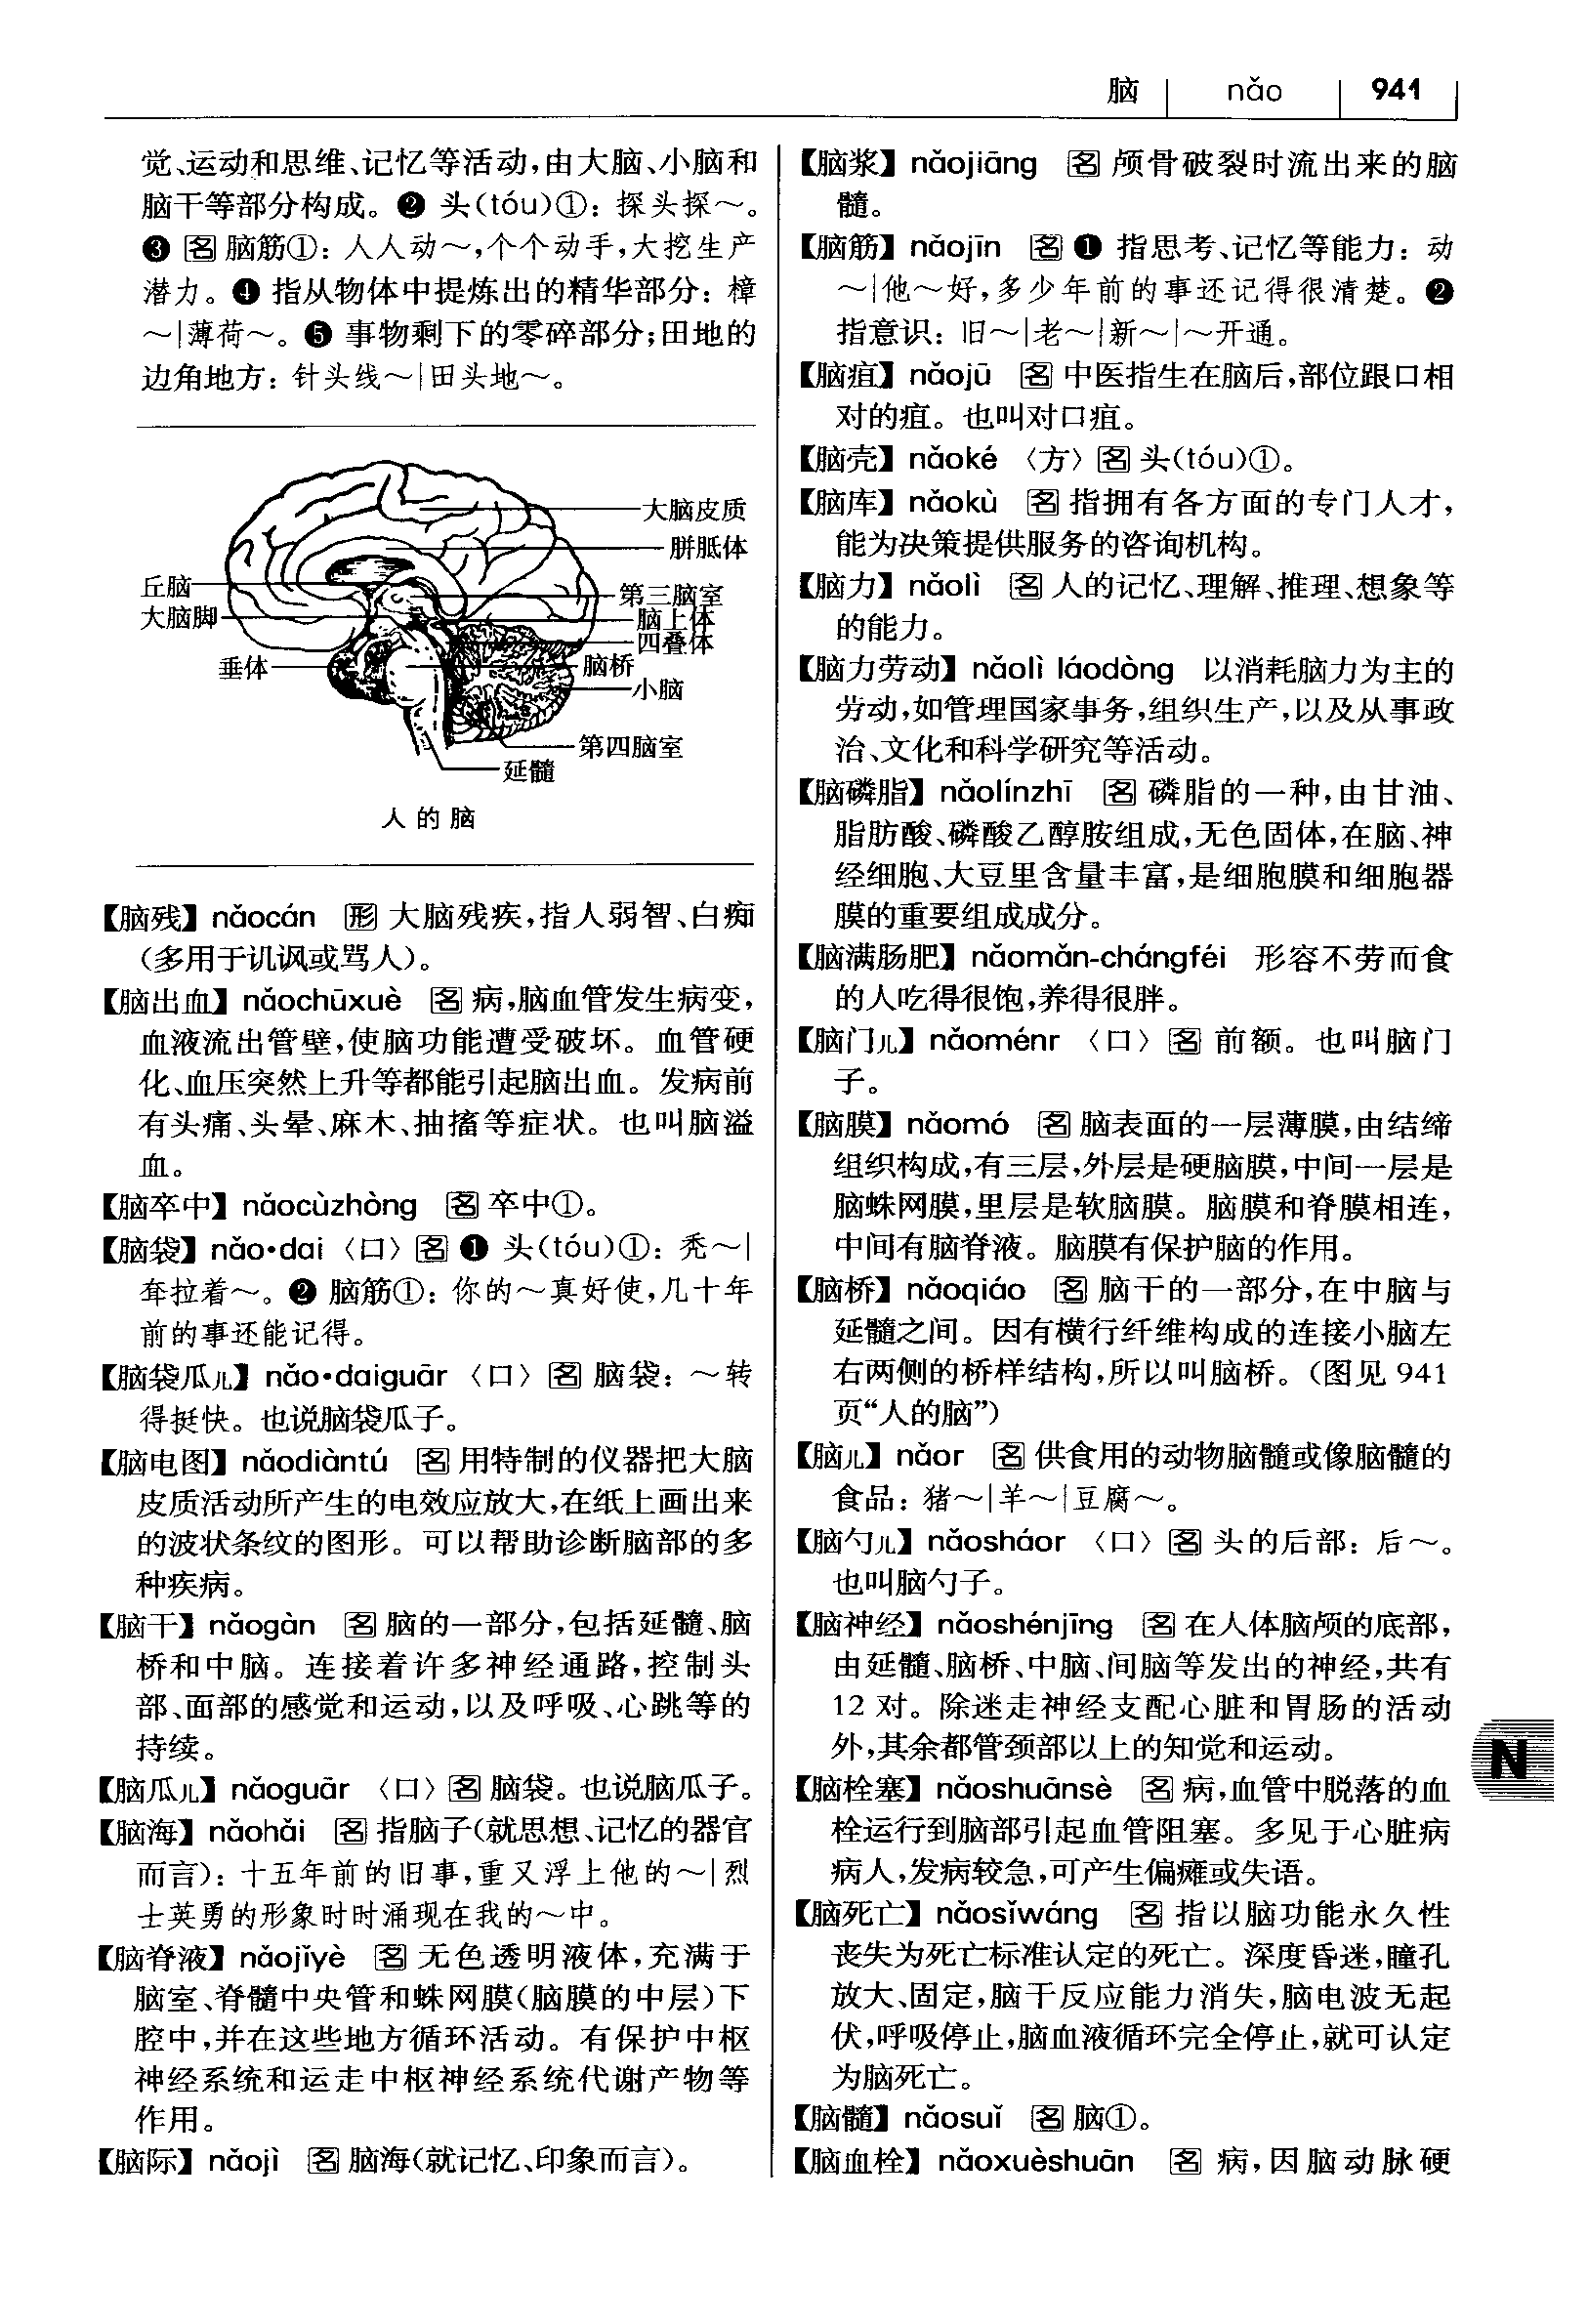 脑 nǎo 941
觉、运动和思维、记忆等活动,由大脑、小脑和
脑干等部分构成。❷ 头(tóu)①:探头探～。
❸ 名 脑筋①:人人动～,个个动手,大挖生产
潜力。❹ 指从物体中提炼出的精华部分:樟
～|薄荷～。❺ 事物剩下的零碎部分;田地的
边角地方:针头线～|田头地～。
大脑皮质
胼胝体
丘脑
第三脑室
大脑脚
脑上体
四叠体
垂体
脑桥
小脑
第四脑室
延髓
人的脑
【脑残】nǎocán 形 大脑残疾,指人弱智、白痴
(多用于讥讽或骂人)。
【脑出血】nǎochūxuè 名 病,脑血管发生病变,
血液流出管壁,使脑功能遭受破坏。血管硬
化、血压突然上升等都能引起脑出血。发病前
有头痛、头晕、麻木、抽搐等症状。也叫脑溢
血。
【脑卒中】nǎocùzhòng 名 卒中①。
【脑袋】nǎo•dai〈口〉名 ❶ 头(tóu)①:秃～|
耷拉着～。❷ 脑筋①:你的～真好使,几十年
前的事还能记得。
【脑袋瓜儿】nǎo•daiguār〈口〉名 脑袋:～转
得挺快。也说脑袋瓜子。
【脑电图】nǎodiàntú 名 用特制的仪器把大脑
皮质活动所产生的电效应放大,在纸上画出来
的波状条纹的图形。可以帮助诊断脑部的多
种疾病。
【脑干】nǎogàn 名 脑的一部分,包括延髓、脑
桥和中脑。连接着许多神经通路,控制头
部、面部的感觉和运动,以及呼吸、心跳等的
持续。
【脑瓜儿】nǎoguār〈口〉名 脑袋。也说脑瓜子。
【脑海】nǎohǎi 名 指脑子(就思想、记忆的器官
而言):十五年前的旧事,重又浮上他的～|烈
士英勇的形象时时涌现在我的～中。
【脑脊液】nǎojǐyè 名 无色透明液体,充满于
脑室、脊髓中央管和蛛网膜(脑膜的中层)下
腔中,并在这些地方循环活动。有保护中枢
神经系统和运走中枢神经系统代谢产物等
作用。
【脑际】nǎojì 名 脑海(就记忆、印象而言)。
【脑浆】nǎojiāng 名 颅骨破裂时流出来的脑
髓。
【脑筋】nǎojīn 名 ❶ 指思考、记忆等能力:动
～|他～好,多少年前的事还记得很清楚。❷
指意识:旧～|老～|新～|～开通。
【脑疽】nǎojū 名 中医指生在脑后,部位跟口相
对的疽。也叫对口疽。
【脑壳】nǎoké〈方〉名 头(tóu)①。
【脑库】nǎokù 名 指拥有各方面的专门人才,
能为决策提供服务的咨询机构。
【脑力】nǎolì 名 人的记忆、理解、推理、想象等
的能力。
【脑力劳动】nǎolì láodòng 以消耗脑力为主的
劳动,如管理国家事务,组织生产,以及从事政
治、文化和科学研究等活动。
【脑磷脂】nǎolínzhī 名 磷脂的一种,由甘油、
脂肪酸、磷酸乙醇胺组成,无色固体,在脑、神
经细胞、大豆里含量丰富,是细胞膜和细胞器
膜的重要组成成分。
【脑满肠肥】nǎomǎn-chángféi 形容不劳而食
的人吃得很饱,养得很胖。
【脑门儿】nǎoménr〈口〉名 前额。也叫脑门
子。
【脑膜】nǎomó 名 脑表面的一层薄膜,由结缔
组织构成,有三层,外层是硬脑膜,中间一层是
脑蛛网膜,里层是软脑膜。脑膜和脊膜相连,
中间有脑脊液。脑膜有保护脑的作用。
【脑桥】nǎoqiáo 名 脑干的一部分,在中脑与
延髓之间。因有横行纤维构成的连接小脑左
右两侧的桥样结构,所以叫脑桥。(图见 941
页“人的脑”)
【脑儿】nǎor 名 供食用的动物脑髓或像脑髓的
食品:猪～|羊～|豆腐～。
【脑勺儿】nǎosháor〈口〉名 头的后部:后～。
也叫脑勺子。
【脑神经】nǎoshénjīng 名 在人体脑颅的底部,
由延髓、脑桥、中脑、间脑等发出的神经,共有
12 对。除迷走神经支配心脏和胃肠的活动
外,其余都管颈部以上的知觉和运动。
【脑栓塞】nǎoshuānsè 名 病,血管中脱落的血
栓运行到脑部引起血管阻塞。多见于心脏病
病人,发病较急,可产生偏瘫或失语。
【脑死亡】nǎosǐwáng 名 指以脑功能永久性
丧失为死亡标准认定的死亡。深度昏迷,瞳孔
放大、固定,脑干反应能力消失,脑电波无起
伏,呼吸停止,脑血液循环完全停止,就可认定
为脑死亡。
【脑髓】nǎosuǐ 名 脑①。
【脑血栓】nǎoxuèshuān 名 病,因脑动脉硬
N